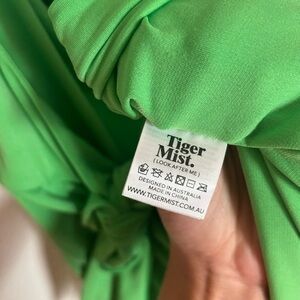 Tiger
Mist.
(LOOK AFTER ME)
DESIGNED IN AUSTRALIA
MADE IN CHINA
WWW.TIGERMIST.COM.AU